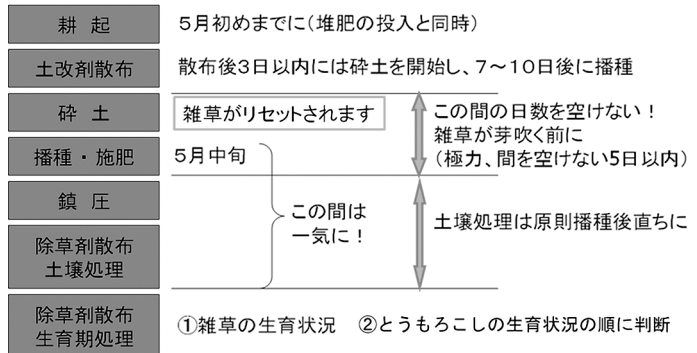 耕 起
5月初めまでに(堆肥の投入と同時)
土改剤散布
散布後3日以内には砕土を開始し、7~10日後に播種
砕 土
雑草がリセットされます
この間の日数を空けない!
雑草が芽吹く前に
(極力、間を空けない5日以内)
播種・施肥
5月中旬
鎮 圧
この間は
一気に!
土壌処理は原則播種後直ちに
除草剤散布
土壌処理
除草剤散布
生育期処理
①雑草の生育状況 ②とうもろこしの生育状況の順に判断